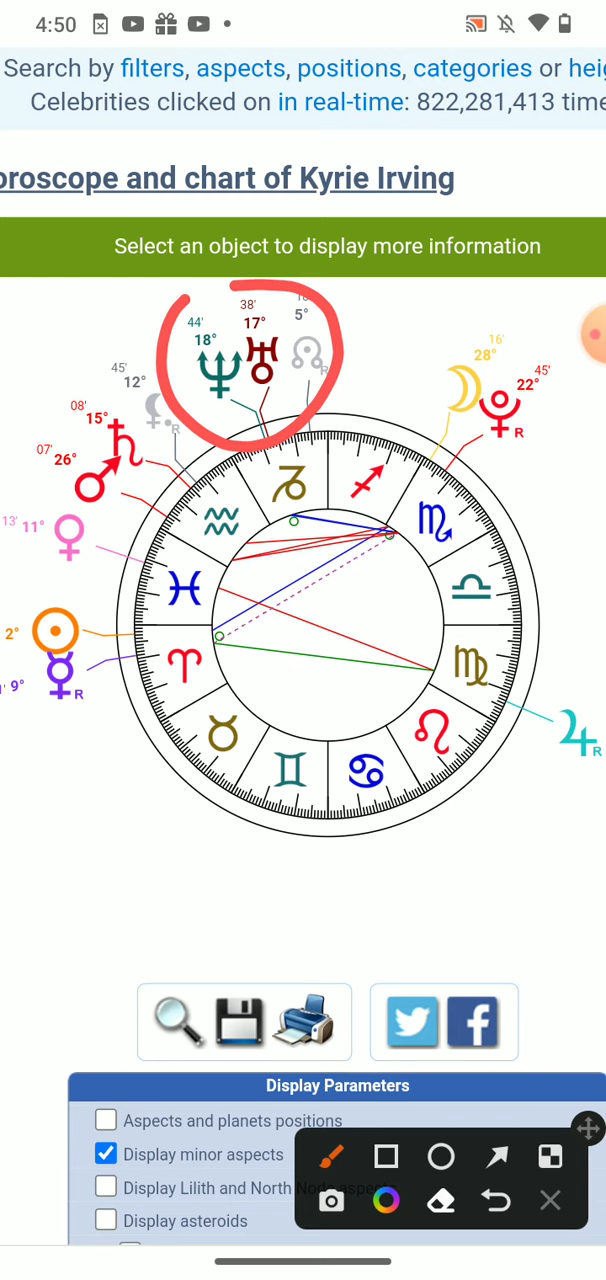 4:50
Search by filters, aspects, positions, categories or hei
Celebrities clicked on in real-time: 822,281,413 time
oroscope and chart of Kyrie Irving
Select an object to display more information
38'
17°
5°
44'
18°
16'
28°
45'
22°
R
R
45'
12°
R
08'
15°
07'
26°
13' 11°
2°
9°
R
R
Display Parameters
Aspects and planets positions
Display minor aspects
Display Lilith and North Node aspects
Display asteroids